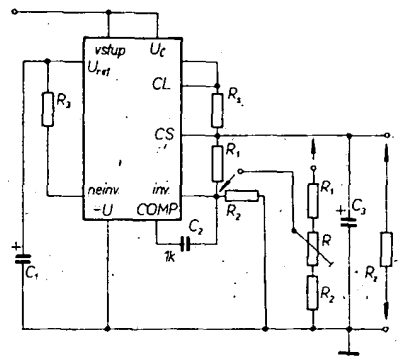 vstup U_c
U_ref
CL
R_3
R_s
CS
R_1
neinv. inv.
-U COMP
R_2
C_2
1k
R_1
R
R_2
+ C_3
R_z
+
C_1